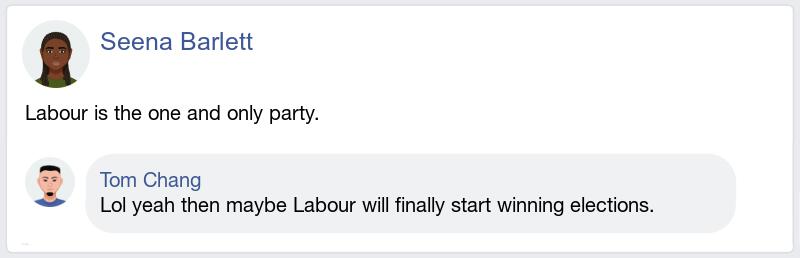 Seena Barlett
Labour is the one and only party.
Tom Chang
Lol yeah then maybe Labour will finally start winning elections.